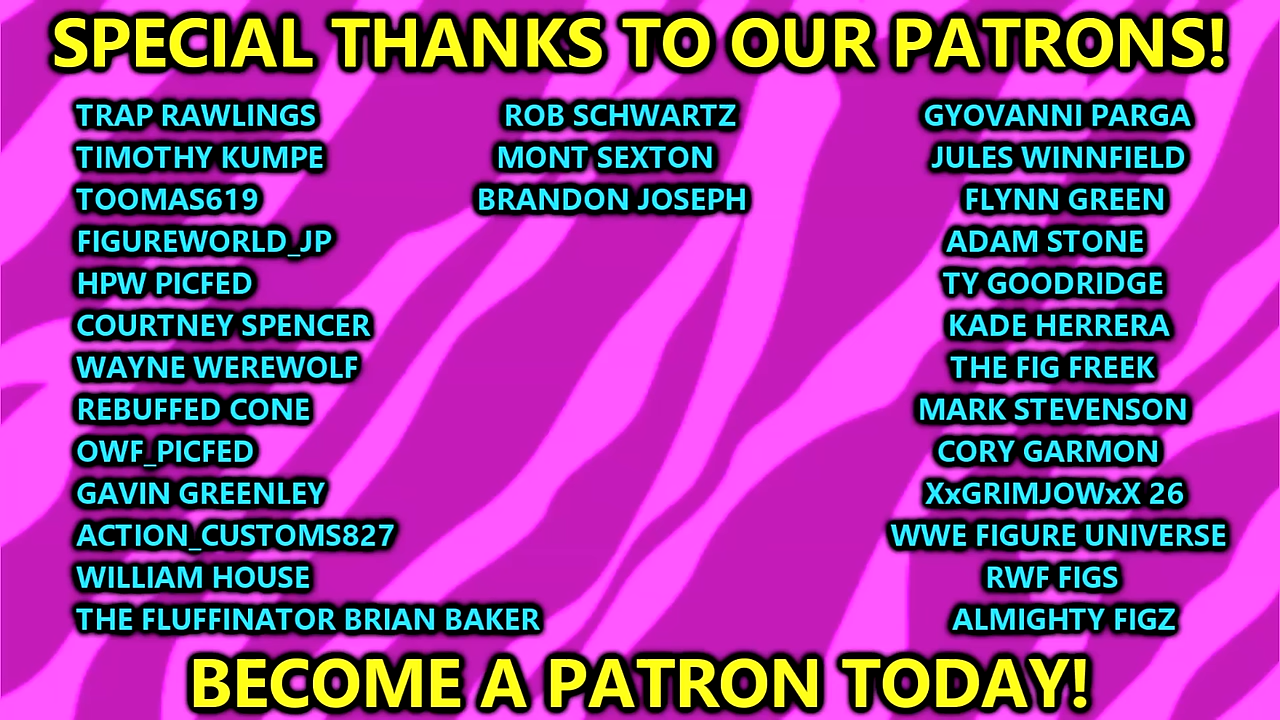 SPECIAL THANKS TO OUR PATRONS!
TRAP RAWLINGS
TIMOTHY KUMPE
TOOMAS619
FIGUREWORLD_JP
HPW PICFED
COURTNEY SPENCER
WAYNE WEREWOLF
REBUFFED CONE
OWF_PICFED
GAVIN GREENLEY
ACTION_CUSTOMS827
WILLIAM HOUSE
THE FLUFFINATOR BRIAN BAKER
ROB SCHWARTZ
MONT SEXTON
BRANDON JOSEPH
GYOVANNI PARGA
JULES WINNFIELD
FLYNN GREEN
ADAM STONE
TY GOODRIDGE
KADE HERRERA
THE FIG FREEK
MARK STEVENSON
CORY GARMON
XxGRIMJOWxX 26
WWE FIGURE UNIVERSE
RWF FIGS
ALMIGHTY FIGZ
BECOME A PATRON TODAY!